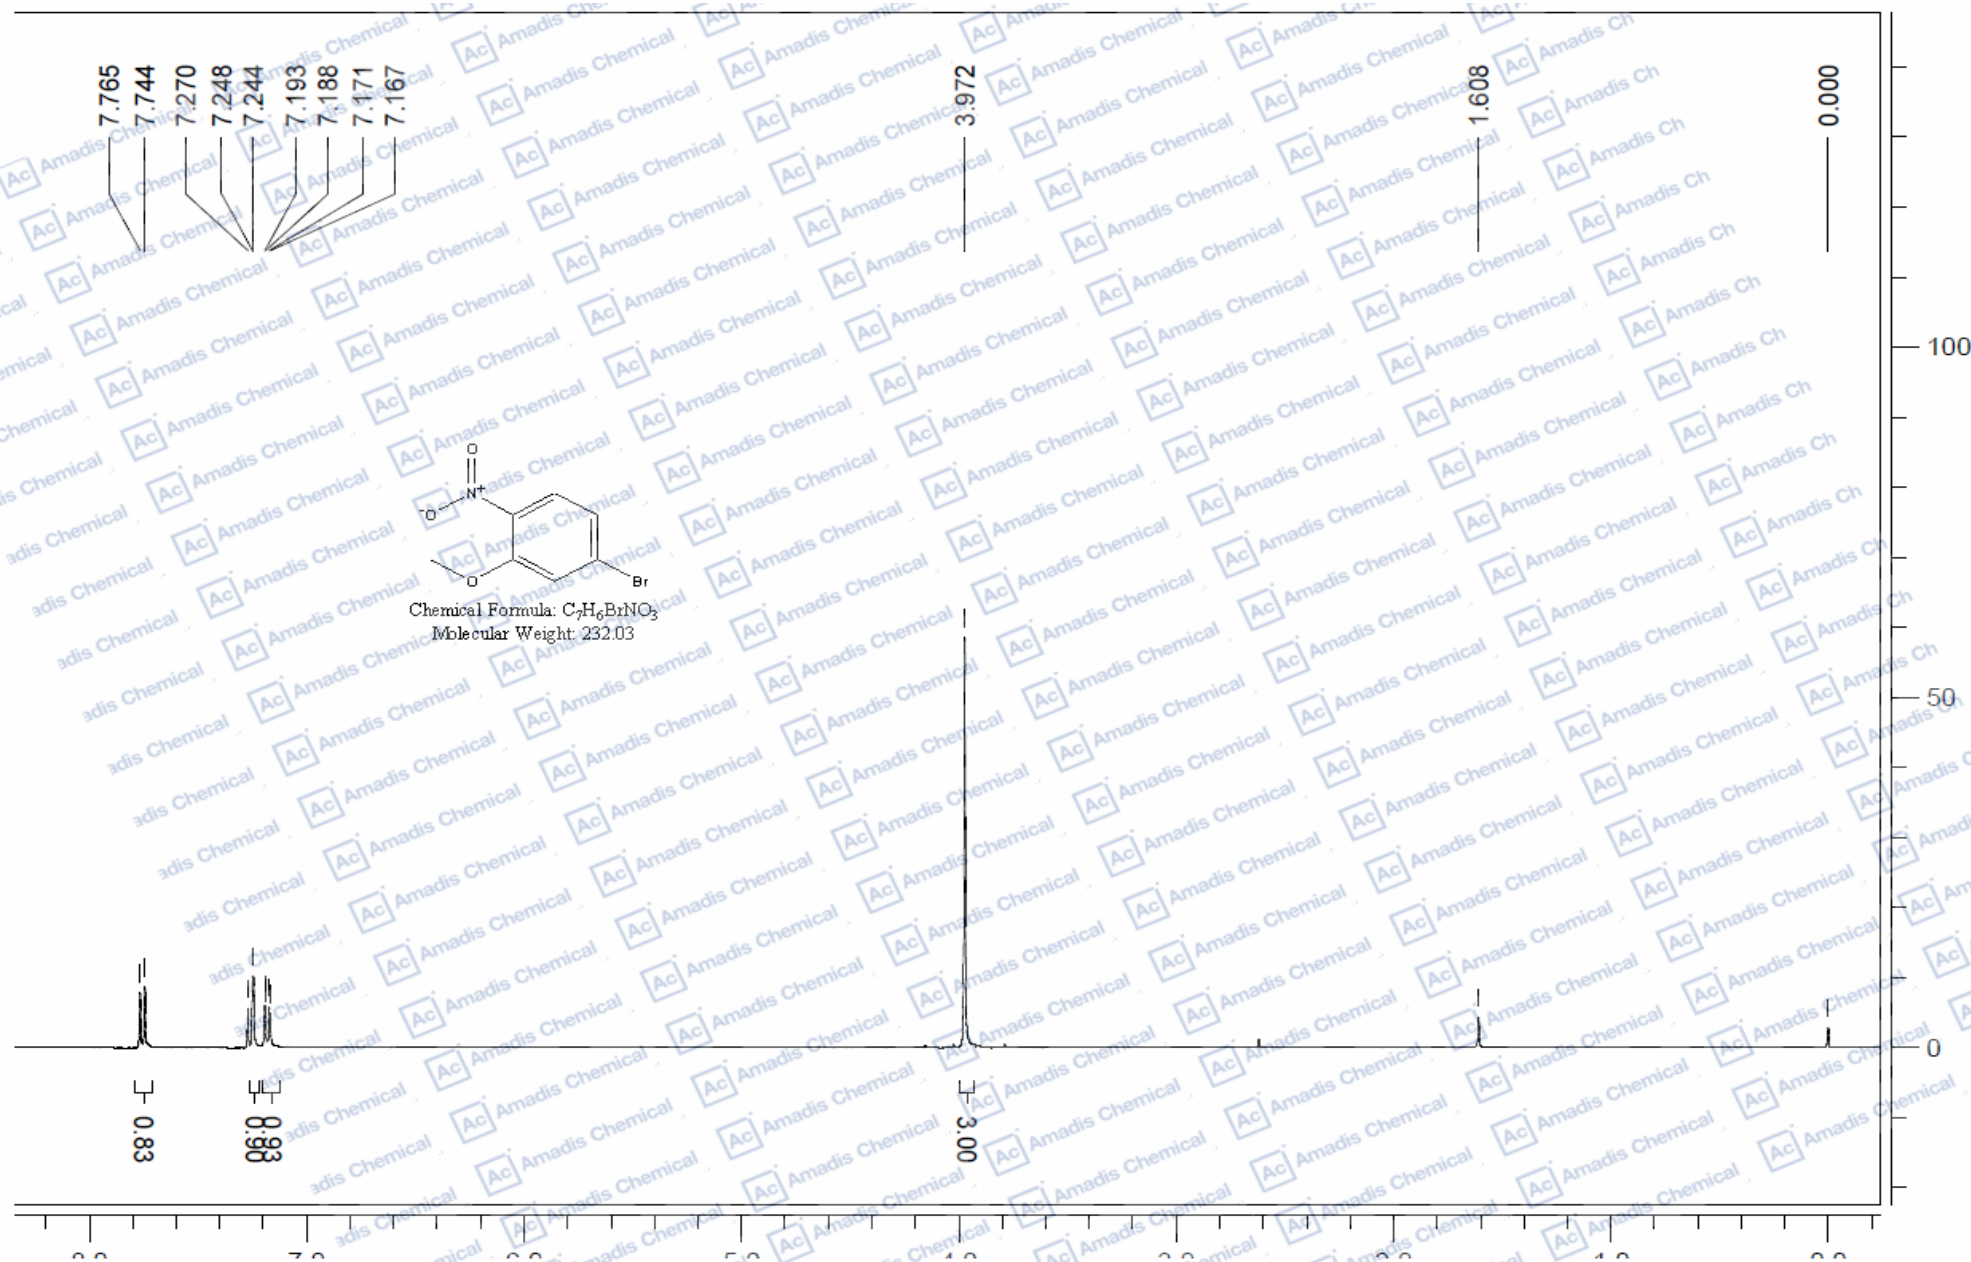 7.765
7.744
7.270
7.248
7.244
7.193
7.188
7.171
7.167
3.972
1.608
0.000
100
50
0
O
N+
-O
O
Br
Chemical Formula: C7H6BrNO3
Molecular Weight: 232.03
0.83
0.90
0.93
3.00
Ac Amadis Chemical